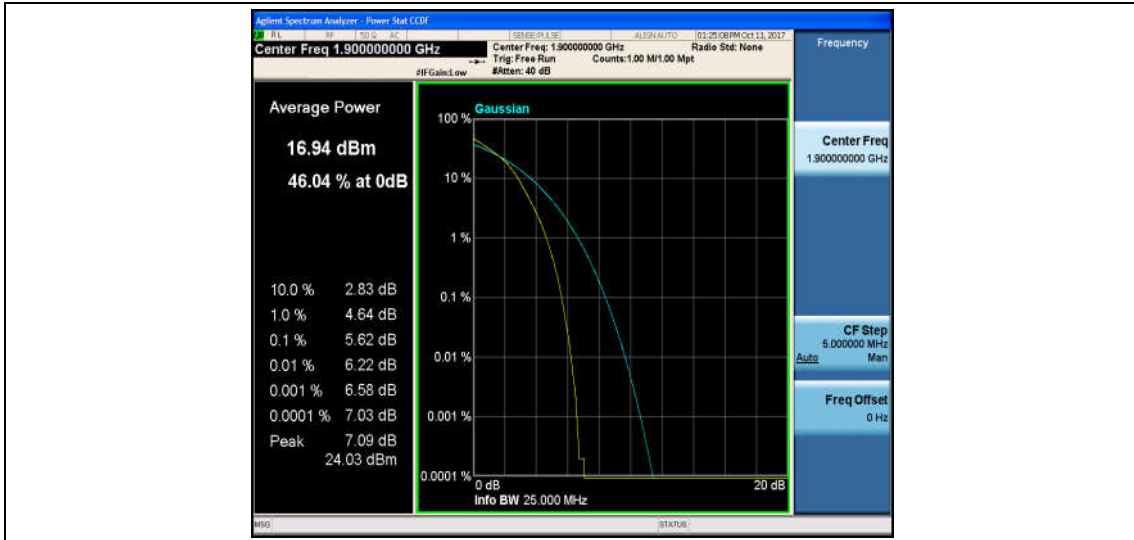 Agilent Spectrum Analyzer - Power Stat CCDF
RL RF 50 Ω AC SENSE:PULSE ALIGN AUTO 01:25:08 PM Oct 11, 2017
Center Freq 1.900000000 GHz
Center Freq: 1.900000000 GHz Radio Std: None
Trig: Free Run Counts:1.00 M/1.00 Mpt
#IFGain:Low #Atten: 40 dB
Frequency
Average Power
16.94 dBm
46.04 % at 0dB
10.0 % 2.83 dB
1.0 % 4.64 dB
0.1 % 5.62 dB
0.01 % 6.22 dB
0.001 % 6.58 dB
0.0001 % 7.03 dB
Peak 7.09 dB
24.03 dBm
Gaussian
100 %
10 %
1 %
0.1 %
0.01 %
0.001 %
0.0001 %
0 dB 20 dB
Info BW 25.000 MHz
Center Freq
1.900000000 GHz
CF Step
5.000000 MHz
Auto Man
Freq Offset
0 Hz
MSG STATUS